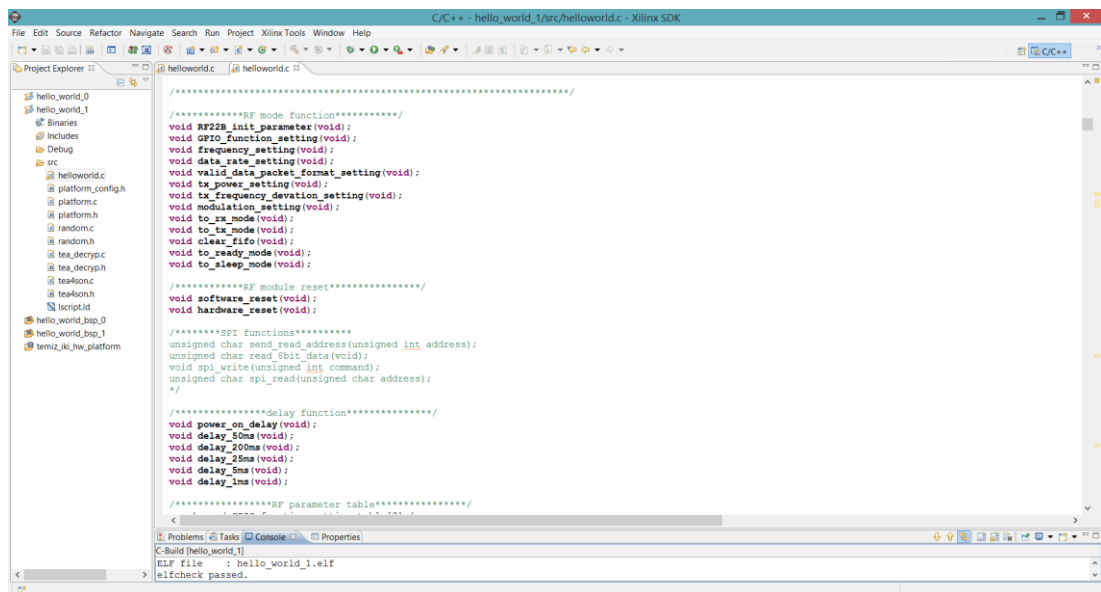 C/C++ - hello_world_1/src/helloworld.c - Xilinx SDK
File Edit Source Refactor Navigate Search Run Project Xilinx Tools Window Help
C/C++
Project Explorer
helloworld.c
helloworld.c
hello_world_0
hello_world_1
Binaries
Includes
Debug
src
helloworld.c
platform_config.h
platform.c
platform.h
random.c
random.h
tea_decryp.c
tea_decryp.h
tea4son.c
tea4son.h
lscript.ld
hello_world_bsp_0
hello_world_bsp_1
temiz_iki_hw_platform
/*********************************************************************/
/************RF mode function***********/
void RF22B_init_parameter(void);
void GPIO_function_setting(void);
void frequency_setting(void);
void data_rate_setting(void);
void valid_data_packet_format_setting(void);
void tx_power_setting(void);
void tx_frequency_devation_setting(void);
void modulation_setting(void);
void to_rx_mode(void);
void to_tx_mode(void);
void clear_fifo(void);
void to_ready_mode(void);
void to_sleep_mode(void);
/************RF module reset****************/
void software_reset(void);
void hardware_reset(void);
/********SPI functions**********
unsigned char send_read_address(unsigned int address);
unsigned char read_8bit_data(void);
void spi_write(unsigned int command);
unsigned char spi_read(unsigned char address);
*/
/****************delay function***************/
void power_on_delay(void);
void delay_50ms(void);
void delay_200ms(void);
void delay_25ms(void);
void delay_5ms(void);
void delay_1ms(void);
/*****************RF parameter table****************/
Problems Tasks Console Properties
C-Build [hello_world_1]
ELF file : hello_world_1.elf
elfcheck passed.